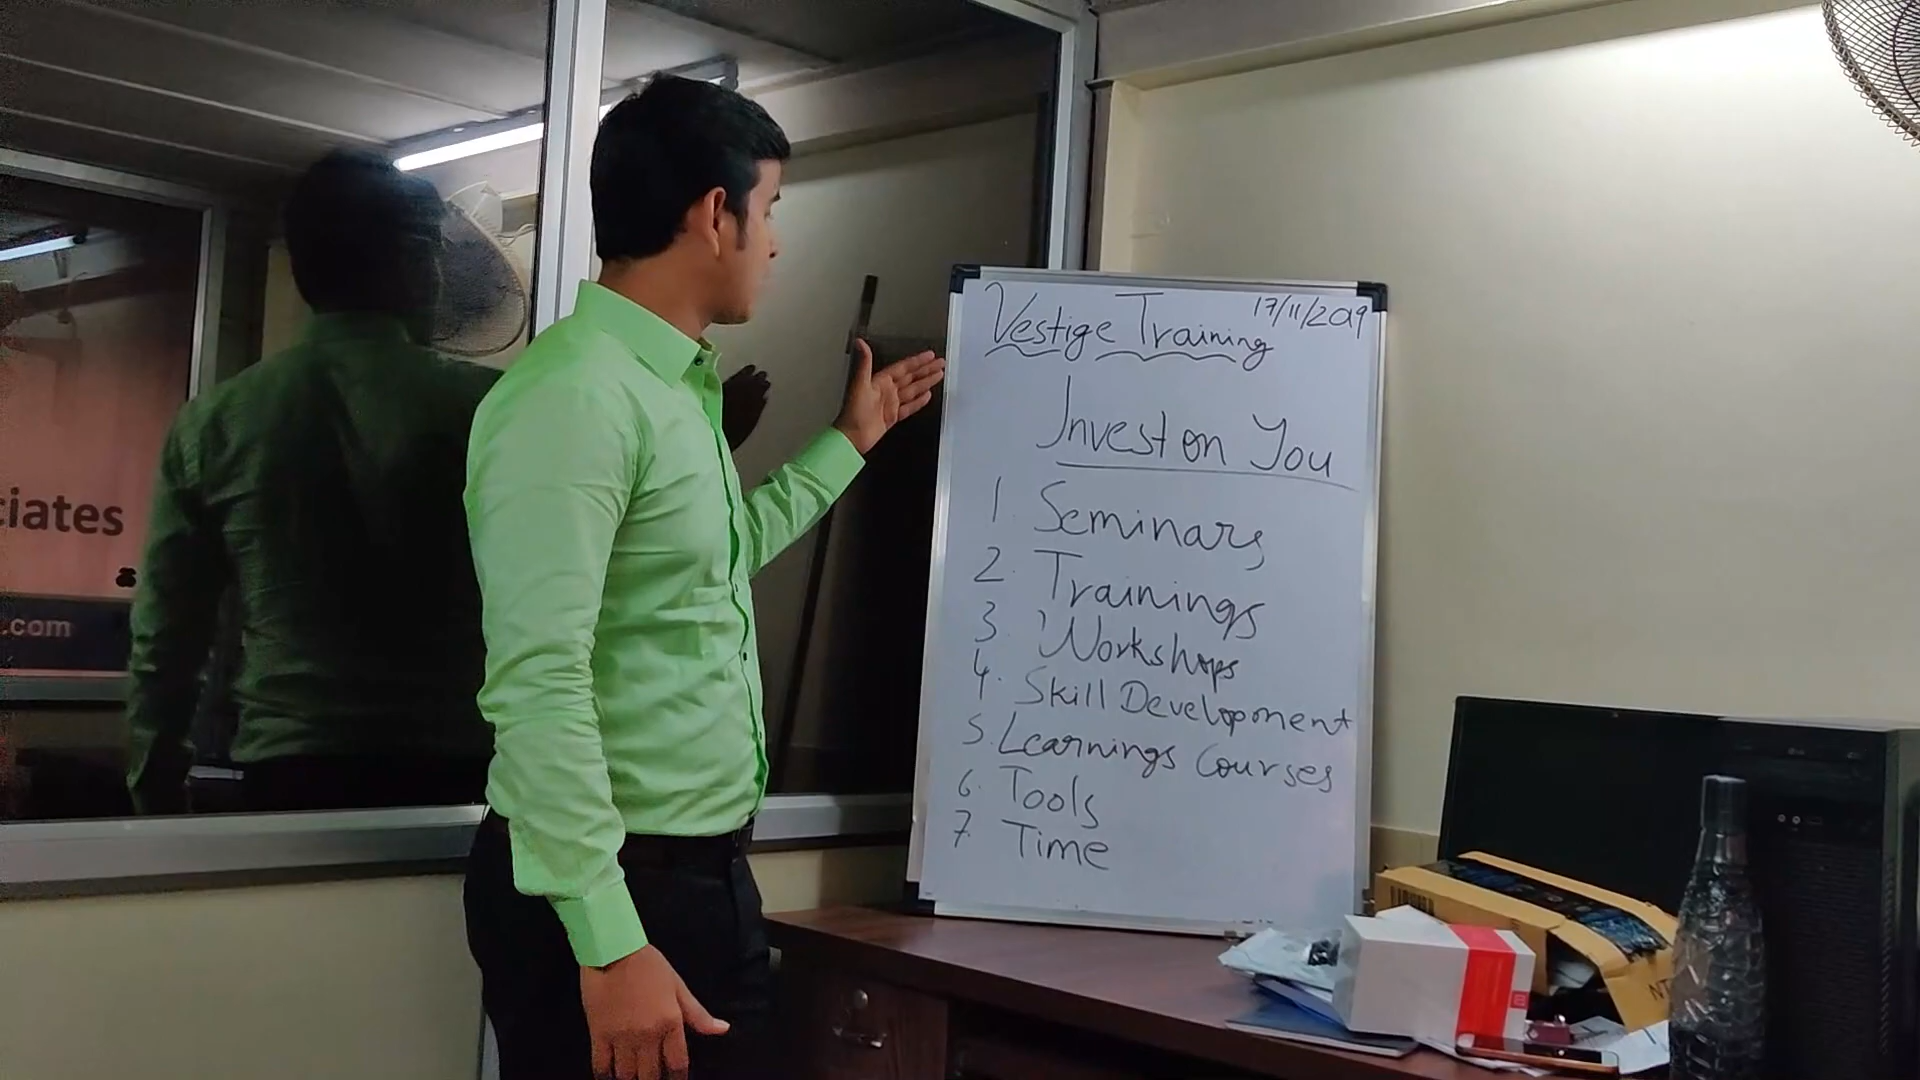 Vestige Training 17/11/2019
Invest on You
1. Seminars
2. Trainings
3. Workshops
4. Skill Development
5. Learnings Courses
6. Tools
7. Time
ciates
.com